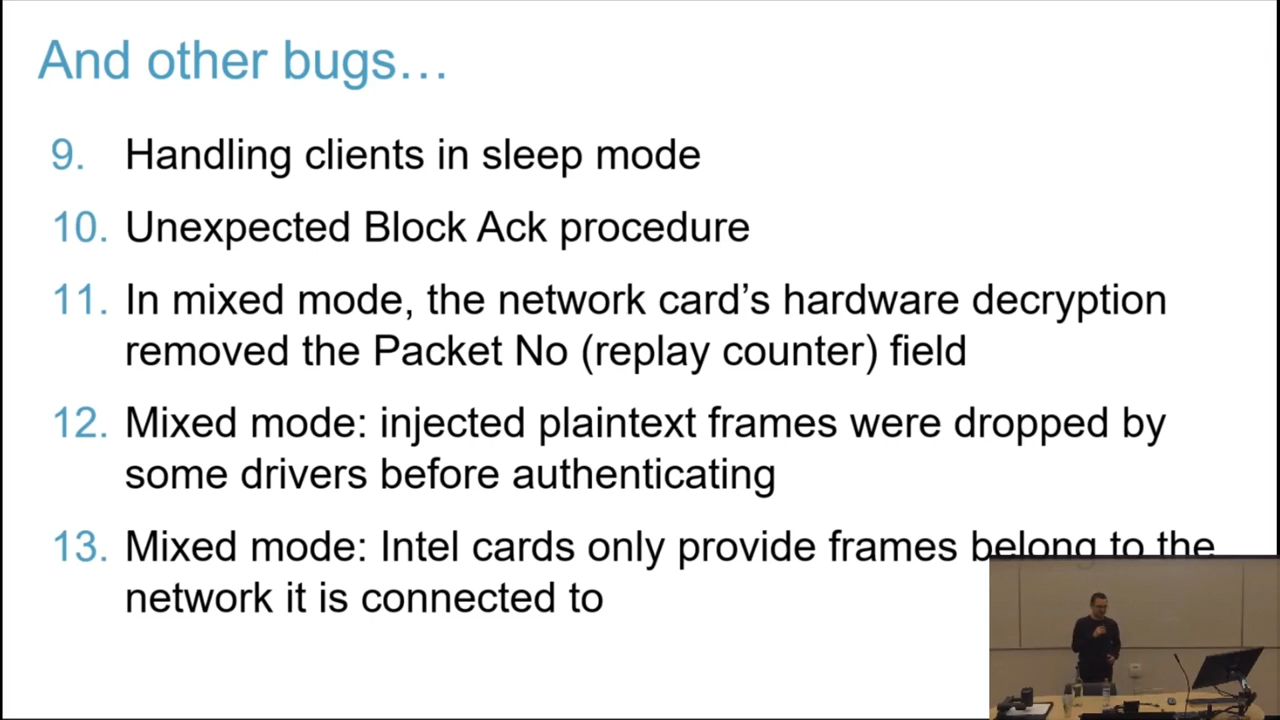 And other bugs…
9. Handling clients in sleep mode
10. Unexpected Block Ack procedure
11. In mixed mode, the network card’s hardware decryption
removed the Packet No (replay counter) field
12. Mixed mode: injected plaintext frames were dropped by
some drivers before authenticating
13. Mixed mode: Intel cards only provide frames belong to the
network it is connected to